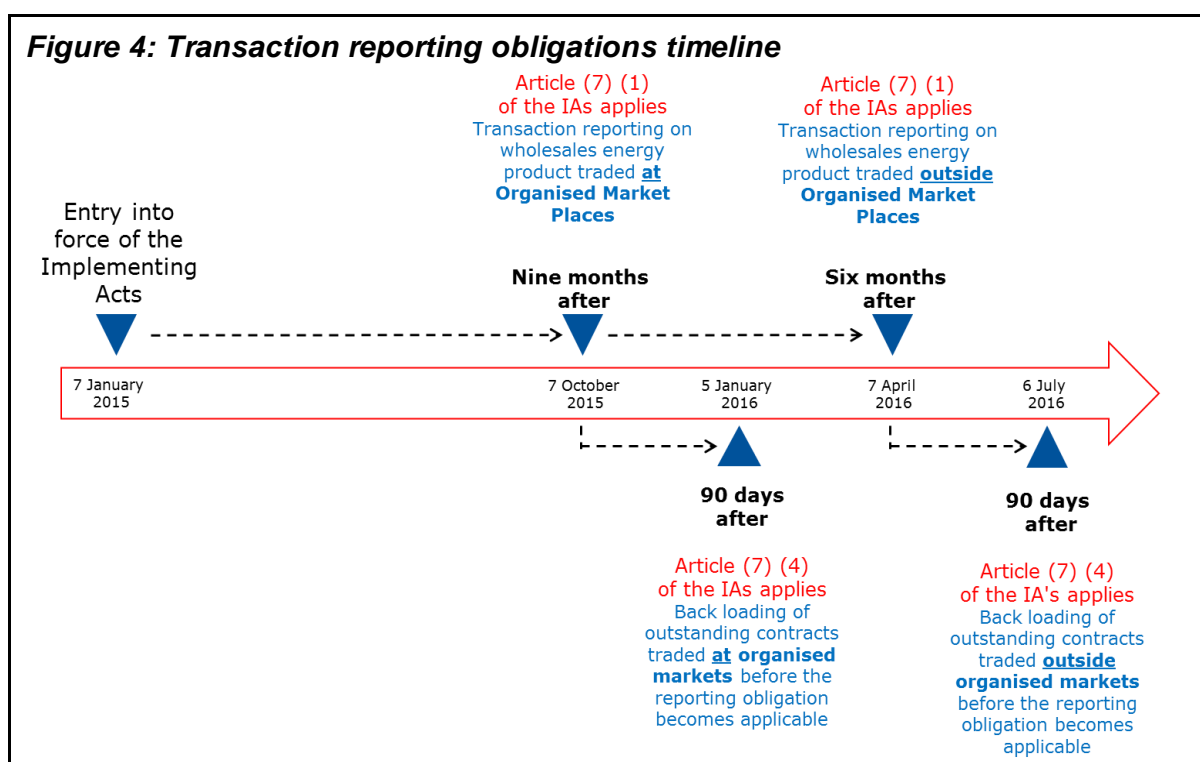 Figure 4: Transaction reporting obligations timeline
Article (7) (1)
of the IAs applies
Transaction reporting on
wholesales energy
product traded at
Organised Market
Places
Article (7) (1)
of the IAs applies
Transaction reporting on
wholesales energy
product traded outside
Organised Market
Places
Entry into
force of the
Implementing
Acts
Nine months
after
Six months
after
7 January
2015
7 October
2015
5 January
2016
7 April
2016
6 July
2016
90 days
after
90 days
after
Article (7) (4)
of the IAs applies
Back loading of
outstanding contracts
traded at organised
markets before the
reporting obligation
becomes applicable
Article (7) (4)
of the IA's applies
Back loading of
outstanding contracts
traded outside
organised markets
before the reporting
obligation becomes
applicable